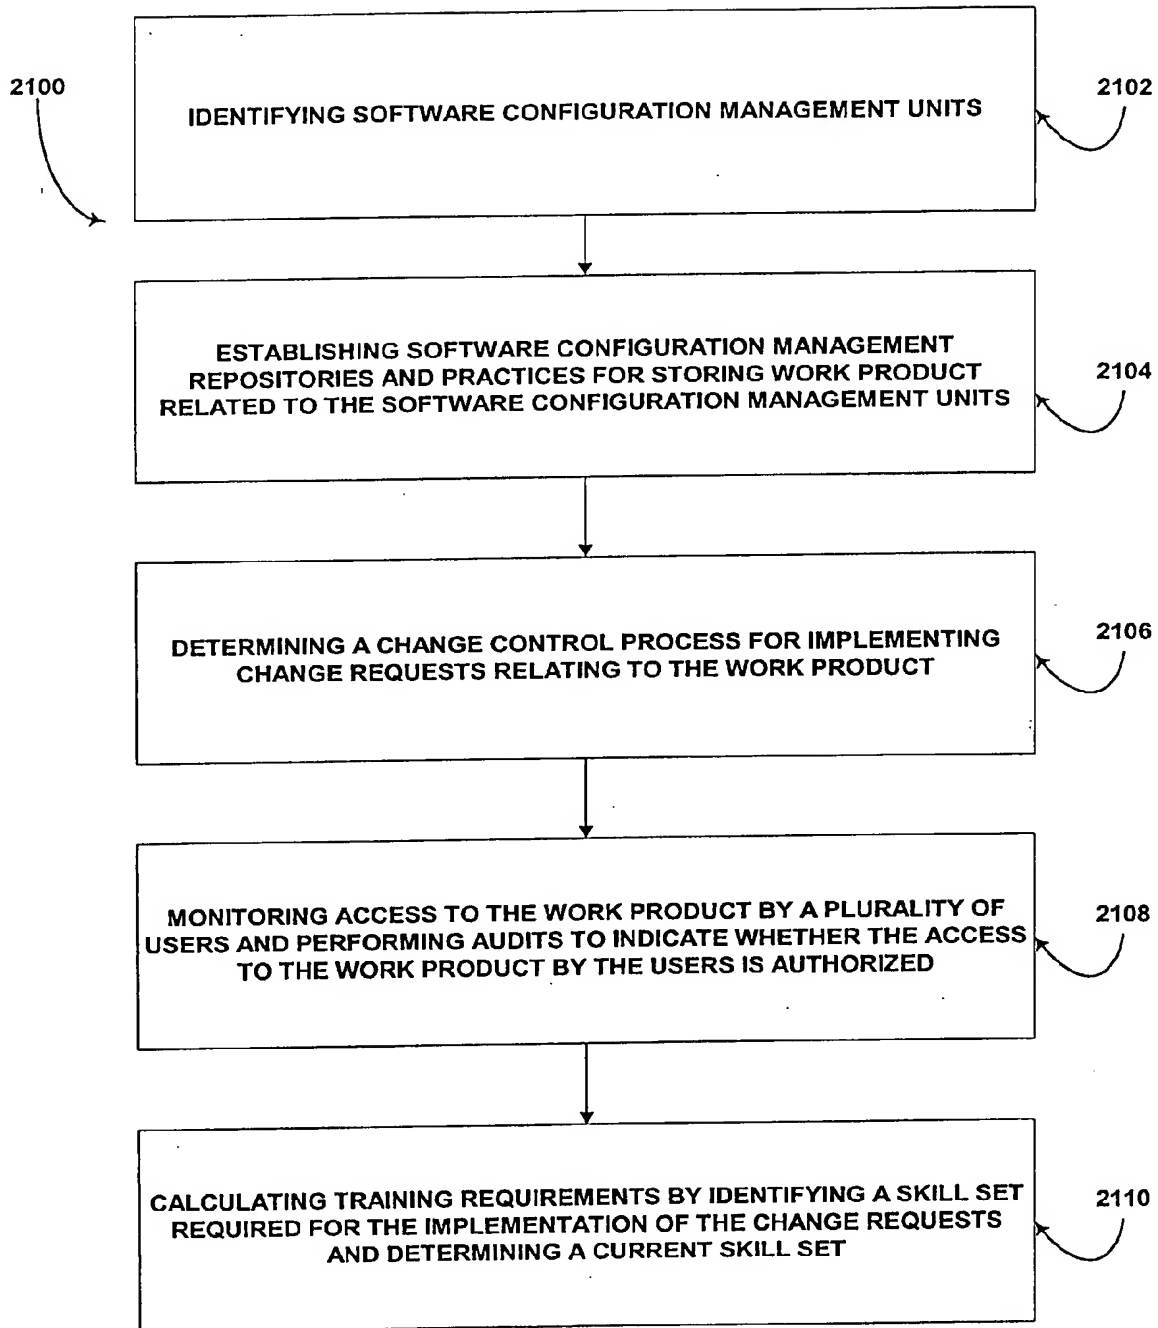 2100
IDENTIFYING SOFTWARE CONFIGURATION MANAGEMENT UNITS
2102
ESTABLISHING SOFTWARE CONFIGURATION MANAGEMENT
REPOSITORIES AND PRACTICES FOR STORING WORK PRODUCT
RELATED TO THE SOFTWARE CONFIGURATION MANAGEMENT UNITS
2104
DETERMINING A CHANGE CONTROL PROCESS FOR IMPLEMENTING
CHANGE REQUESTS RELATING TO THE WORK PRODUCT
2106
MONITORING ACCESS TO THE WORK PRODUCT BY A PLURALITY OF
USERS AND PERFORMING AUDITS TO INDICATE WHETHER THE ACCESS
TO THE WORK PRODUCT BY THE USERS IS AUTHORIZED
2108
CALCULATING TRAINING REQUIREMENTS BY IDENTIFYING A SKILL SET
REQUIRED FOR THE IMPLEMENTATION OF THE CHANGE REQUESTS
AND DETERMINING A CURRENT SKILL SET
2110